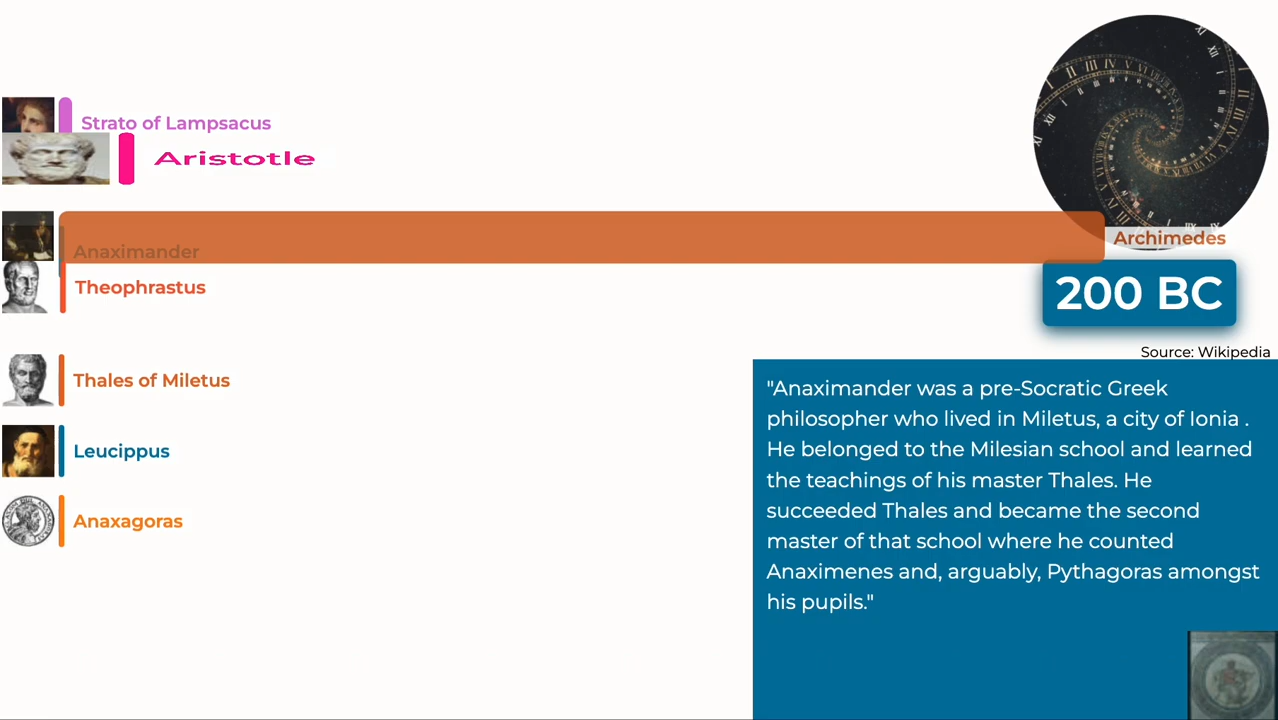 Strato of Lampsacus
Aristotle
Archimedes
Anaximander
Theophrastus
200 BC
Source: Wikipedia
Thales of Miletus
Leucippus
Anaxagoras
"Anaximander was a pre-Socratic Greek
philosopher who lived in Miletus, a city of Ionia .
He belonged to the Milesian school and learned
the teachings of his master Thales. He
succeeded Thales and became the second
master of that school where he counted
Anaximenes and, arguably, Pythagoras amongst
his pupils."